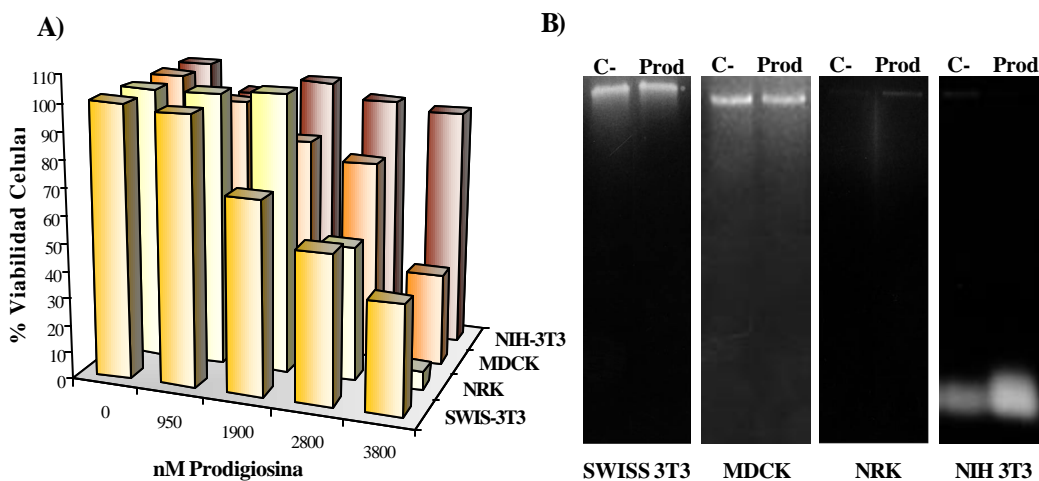 A)
% Viabilidad Celular
110
100
90
80
70
60
50
40
30
20
10
0
0
950
1900
2800
3800
nM Prodigiosina
NIH-3T3
MDCK
NRK
SWIS-3T3
B)
C- Prod C- Prod C- Prod C- Prod
SWISS 3T3 MDCK NRK NIH 3T3